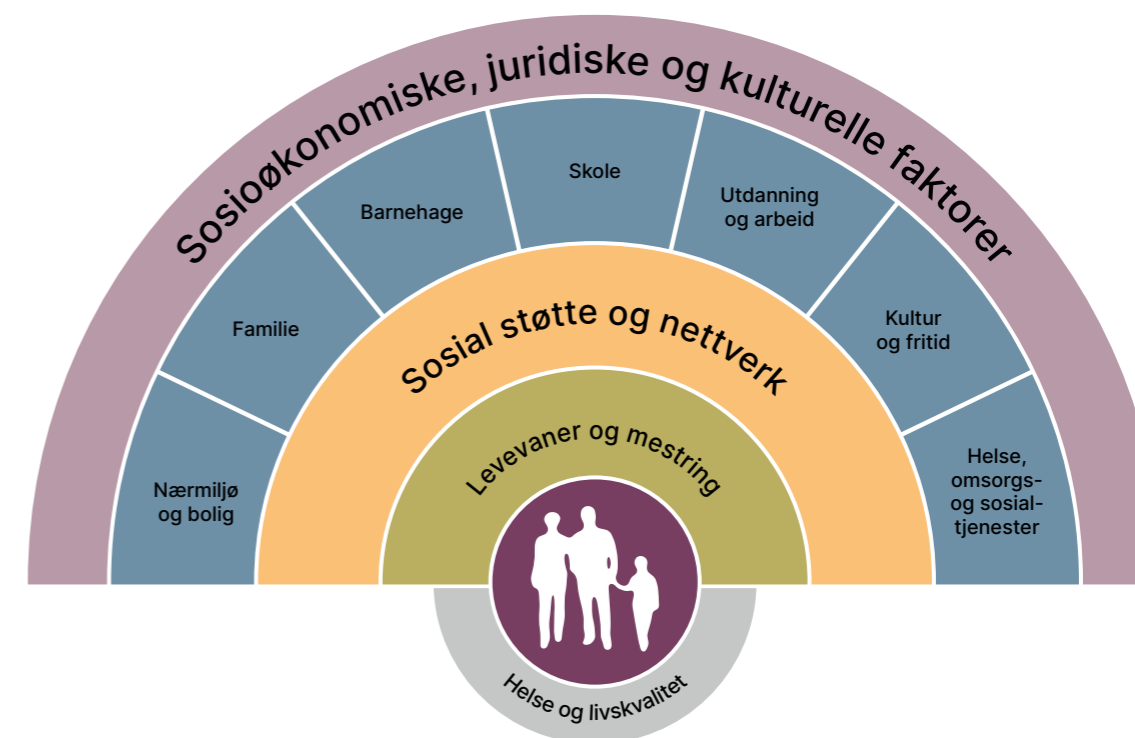 Sosioøkonomiske, juridiske og kulturelle faktorer
Nærmiljø
og bolig
Familie
Barnehage
Skole
Utdanning
og arbeid
Kultur
og fritid
Helse,
omsorgs-
og sosial-
tjenester
Sosial støtte og nettverk
Levevaner og mestring
Helse og livskvalitet